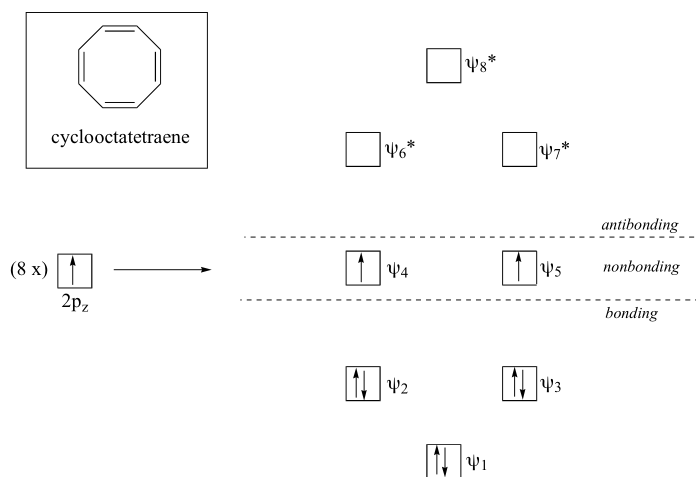 cyclooctatetraene
ψ8*
ψ6*
ψ7*
antibonding
(8 x)
2pz
ψ4
ψ5
nonbonding
bonding
ψ2
ψ3
ψ1